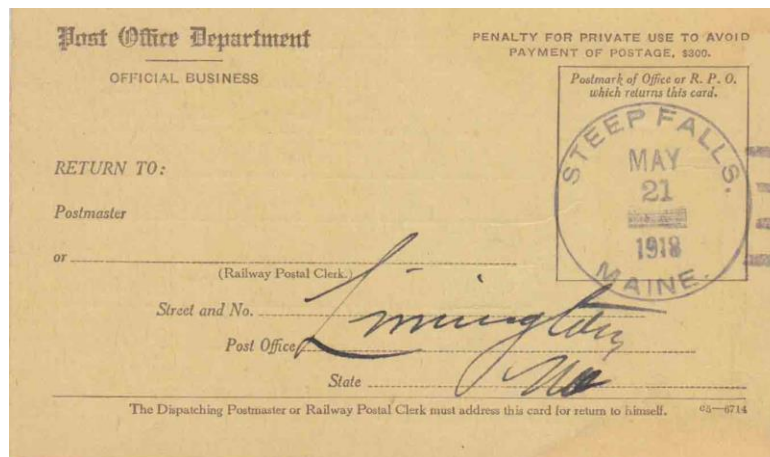 Post Office Department
OFFICIAL BUSINESS
PENALTY FOR PRIVATE USE TO AVOID
PAYMENT OF POSTAGE, $300.
Postmark of Office or R. P. O.
which returns this card.
STEEP FALLS.
MAY
21
1918
MAINE.
RETURN TO:
Postmaster
or
(Railway Postal Clerk.)
Street and No.
Limington
Post Office
Me
State
The Dispatching Postmaster or Railway Postal Clerk must address this card for return to himself.
c5—6714